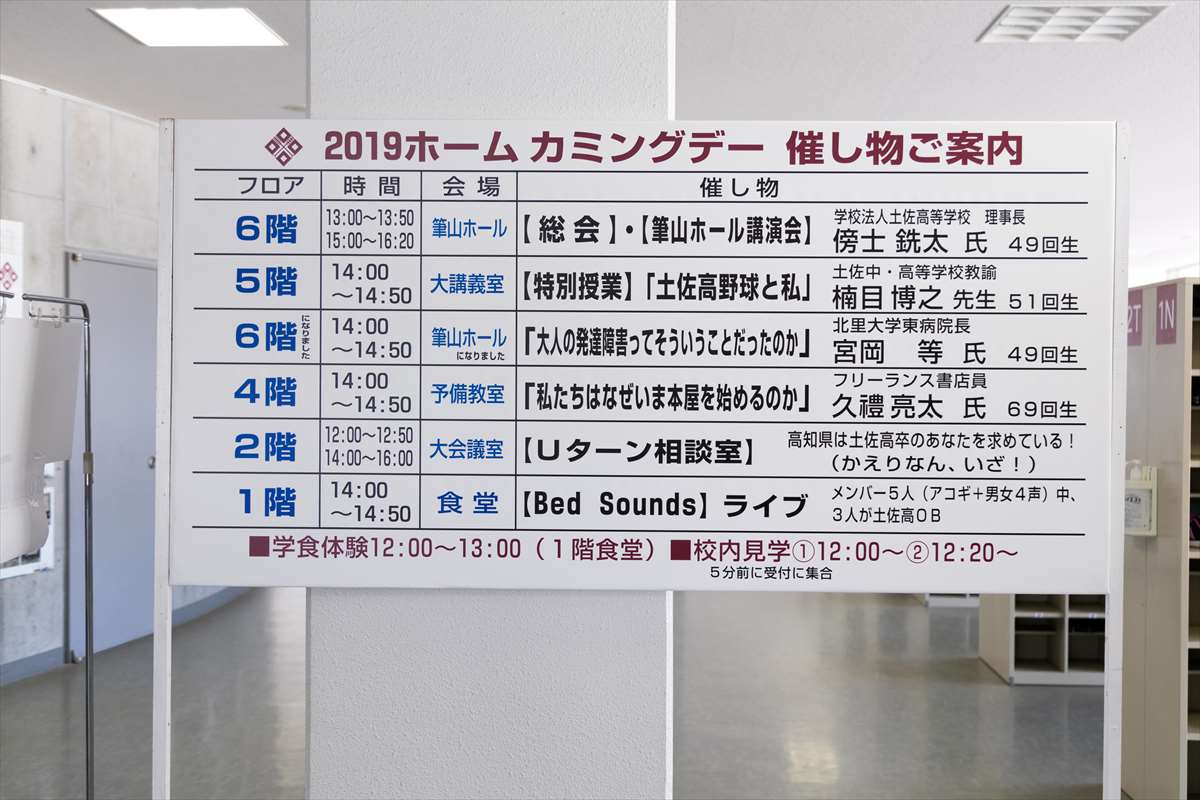 2019ホーム カミングデー 催し物ご案内
フロア 時間 会場 催し物
6階 13:00～13:50 15:00～16:20 筆山ホール 【総会】・【筆山ホール講演会】 学校法人土佐高等学校 理事長 傍士 銑太 氏 49回生
5階 14:00～14:50 大講義室 【特別授業】「土佐高野球と私」 土佐中・高等学校教諭 楠目 博之 先生 51回生
6階になりました 14:00～14:50 筆山ホールになりました 『大人の発達障害ってそういうことだったのか』 北里大学東病院長 宮岡 等 氏 49回生
4階 14:00～14:50 予備教室 『私たちはなぜいま本屋を始めるのか』 フリーランス書店員 久禮 亮太 氏 69回生
2階 12:00～12:50 14:00～16:00 大会議室 【Uターン相談室】 高知県は土佐高卒のあなたを求めている！（かえりなん、いざ！）
1階 14:00～14:50 食堂 【Bed Sounds】ライブ メンバー5人（アコギ＋男女4声）中、3人が土佐高OB
■学食体験12:00～13:00（1階食堂）■校内見学①12:00～②12:20～
5分前に受付に集合
2T
1N